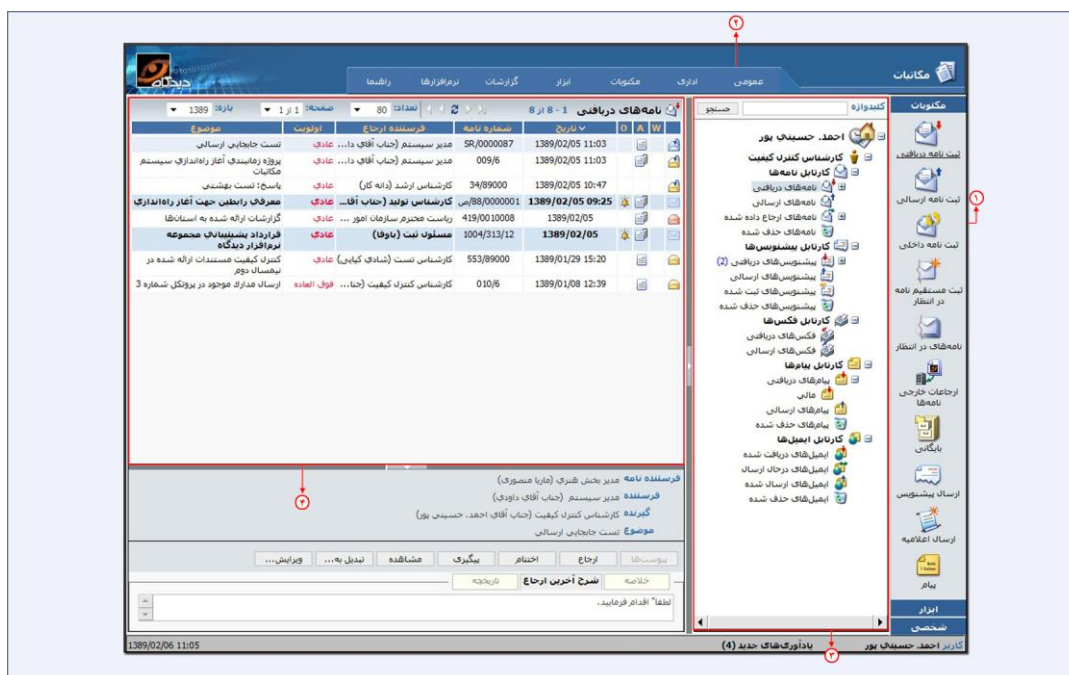 ۲
مکاتبات
عمومی اداری مکتوبات ابزار گزارشات نرم‌افزارها راهنما
دیدگاه
مکتوبات
ثبت نامه دریافتی
ثبت نامه ارسالی
ثبت نامه داخلی
ثبت مستقیم نامه در انتظار
نامه‌های در انتظار
ارجاعات خارجی نامه‌ها
بایگانی
ارسال پیشنویس
ارسال اعلامیه
پیام
ابزار
شخصی
۱
کلیدواژه جستجو
احمد. حسینی پور
کارشناس کنترل کیفیت
کارتابل نامه‌ها
نامه‌های دریافتی
نامه‌های ارسالی
نامه‌های ارجاع داده شده
نامه‌های حذف شده
کارتابل پیشنویس‌ها
پیشنویس‌های دریافتی (2)
پیشنویس‌های ارسالی
پیشنویس‌های ثبت شده
پیشنویس‌های حذف شده
کارتابل فکس‌ها
فکس‌های دریافتی
فکس‌های ارسالی
کارتابل پیام‌ها
پیام‌های دریافتی
مالی
پیام‌های ارسالی
پیام‌های حذف شده
کارتابل ایمیل‌ها
ایمیل‌های دریافت شده
ایمیل‌های درحال ارسال
ایمیل‌های ارسال شده
ایمیل‌های حذف شده
۳
نامه‌های دریافتی 1 - 8 از 8 تعداد: 80 صفحه: 1 از 1 بازه: 1389
W A O تاریخ شماره نامه فرستنده ارجاع اولویت موضوع
1389/02/05 11:03 SR/0000087 مدیر سیستم (جناب آقای دا... عادی تست جابجایی ارسالی
1389/02/05 11:03 009/6 مدیر سیستم (جناب آقای دا... عادی پروژه زمانبندی آغاز راه‌اندازی سیستم مکاتبات
1389/02/05 10:47 34/89000 کارشناس ارشد (دانه کار) عادی پاسخ: تست بهشتی
1389/02/05 09:25 88/0000001/ص کارشناس تولید (جناب آقا... عادی معرفی رابطین جهت آغاز راه‌اندازی
1389/02/05 419/0010008 ریاست محترم سازمان امور ... عادی گزارشات ارائه شده به استان‌ها
1389/02/05 1004/313/12 مسئول ثبت (باوفا) عادی قرارداد پشتیبانی مجموعه نرم‌افزار دیدگاه
1389/01/29 15:20 553/89000 کارشناس تست (شادی کیایی) عادی کنترل کیفیت مستندات ارائه شده در نیمسال دوم
1389/01/08 12:39 010/6 کارشناس کنترل کیفیت (جنا... فوق العاده ارسال مدارک موجود در پروتکل شماره 3
۴
فرستنده نامه مدیر بخش هنری (ماریا منصوری)
فرستنده مدیر سیستم (جناب آقای داودی)
گیرنده کارشناس کنترل کیفیت (جناب آقای احمد. حسینی پور)
موضوع تست جابجایی ارسالی
پیوست‌ها ارجاع اختتام پیگیری مشاهده تبدیل به... ویرایش...
خلاصه شرح آخرین ارجاع تاریخچه
لطفاً اقدام فرمایید.
کاربر احمد. حسینی پور یادآوری‌های جدید (4) 1389/02/06 11:05